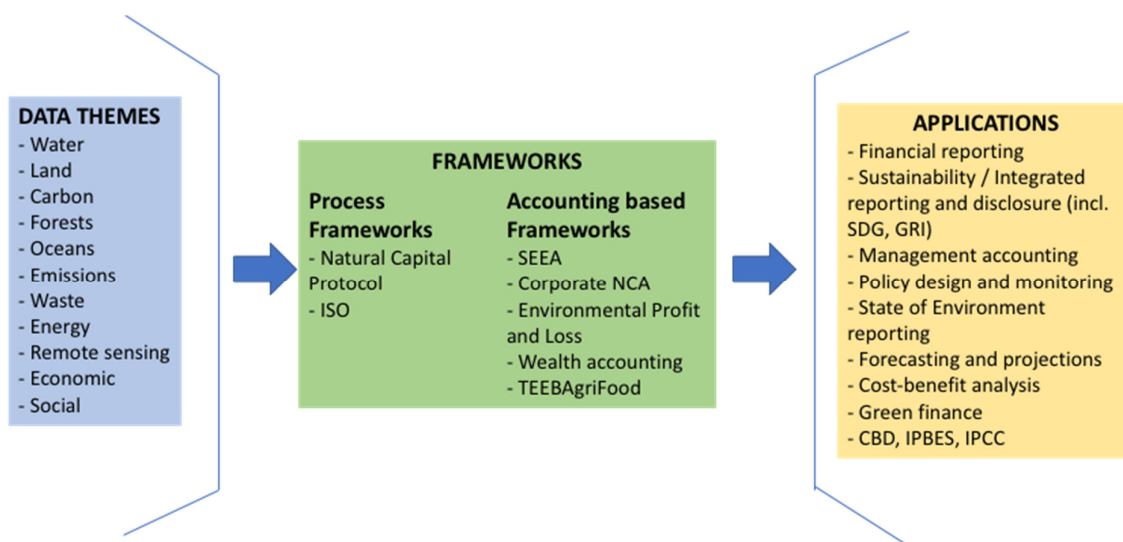 DATA THEMES
- Water
- Land
- Carbon
- Forests
- Oceans
- Emissions
- Waste
- Energy
- Remote sensing
- Economic
- Social
FRAMEWORKS
Process
Frameworks
- Natural Capital
Protocol
- ISO
Accounting based
Frameworks
- SEEA
- Corporate NCA
- Environmental Profit
and Loss
- Wealth accounting
- TEEBAgriFood
APPLICATIONS
- Financial reporting
- Sustainability / Integrated
reporting and disclosure (incl.
SDG, GRI)
- Management accounting
- Policy design and monitoring
- State of Environment
reporting
- Forecasting and projections
- Cost-benefit analysis
- Green finance
- CBD, IPBES, IPCC